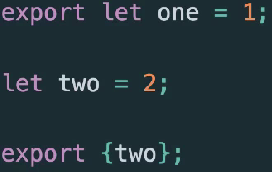 export let one = 1;
let two = 2;
export {two};